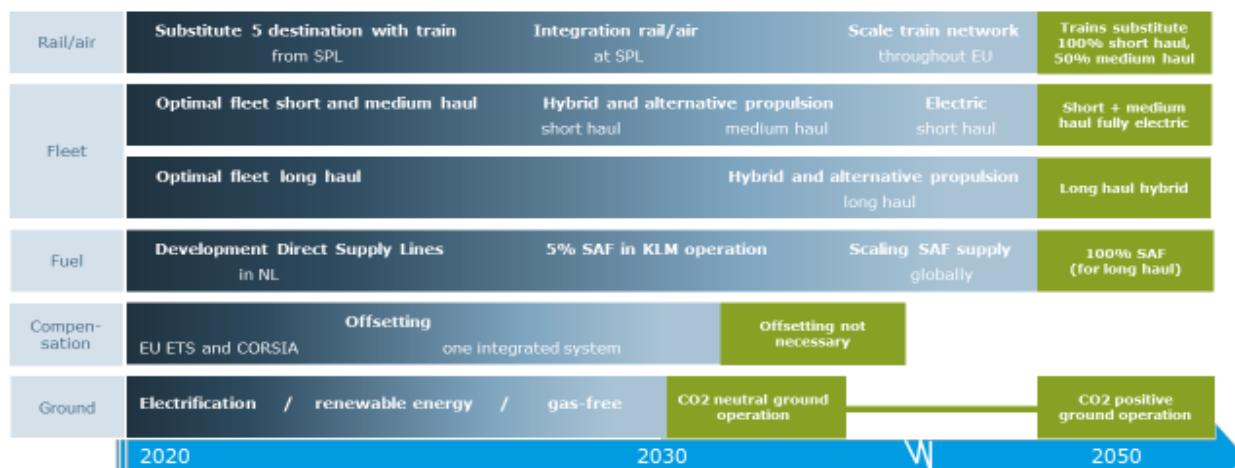 Rail/air
Substitute 5 destination with train
from SPL
Integration rail/air
at SPL
Scale train network
throughout EU
Trains substitute
100% short haul,
50% medium haul
Fleet
Optimal fleet short and medium haul
Hybrid and alternative propulsion
short haul
medium haul
Electric
short haul
Short + medium
haul fully electric
Optimal fleet long haul
Hybrid and alternative propulsion
long haul
Long haul hybrid
Fuel
Development Direct Supply Lines
in NL
5% SAF in KLM operation
Scaling SAF supply
globally
100% SAF
(for long haul)
Compen-
sation
Offsetting
EU ETS and CORSIA
one integrated system
Offsetting not
necessary
Ground
Electrification / renewable energy / gas-free
CO2 neutral ground
operation
CO2 positive
ground operation
2020
2030
2050